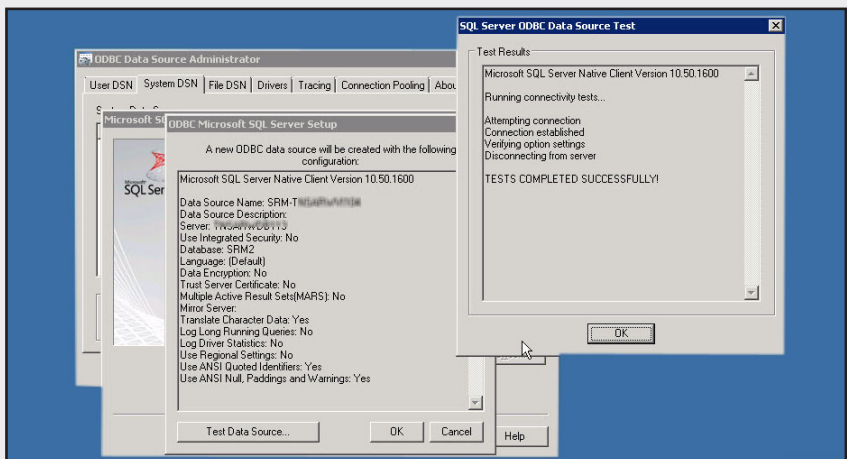 SQL Server ODBC Data Source Test
Test Results
Microsoft SQL Server Native Client Version 10.50.1600
Running connectivity tests...
Attempting connection
Connection established
Verifying option settings
Disconnecting from server
TESTS COMPLETED SUCCESSFULLY!
OK
ODBC Data Source Administrator
User DSN
System DSN
File DSN
Drivers
Tracing
Connection Pooling
Abou
Microsoft S
SQL Ser
ODBC Microsoft SQL Server Setup
A new ODBC data source will be created with the following
configuration:
Microsoft SQL Server Native Client Version 10.50.1600
Data Source Name: SRM-T
Data Source Description:
Server:
Use Integrated Security: No
Database: SRM2
Language: (Default)
Data Encryption: No
Trust Server Certificate: No
Multiple Active Result Sets(MARS): No
Mirror Server:
Translate Character Data: Yes
Log Long Running Queries: No
Log Driver Statistics: No
Use Regional Settings: No
Use ANSI Quoted Identifiers: Yes
Use ANSI Null, Paddings and Warnings: Yes
Test Data Source...
OK
Cancel
Help